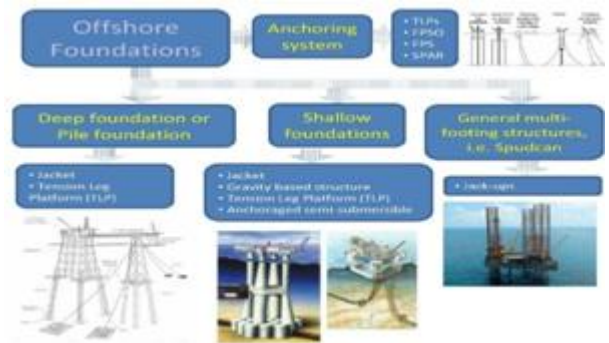 Offshore
Foundations
Anchoring
system
• TLPs
• FPSO
• FPS
• SPAR
Deep foundation or
Pile foundation
Shallow
foundations
General multi-
footing structures,
i.e. Spudcan
• Jacket
• Tension Leg
Platform (TLP)
• Jacket
• Gravity based structure
• Tension Leg Platform (TLP)
• Anchoraged semi submersible
• Jack-ups